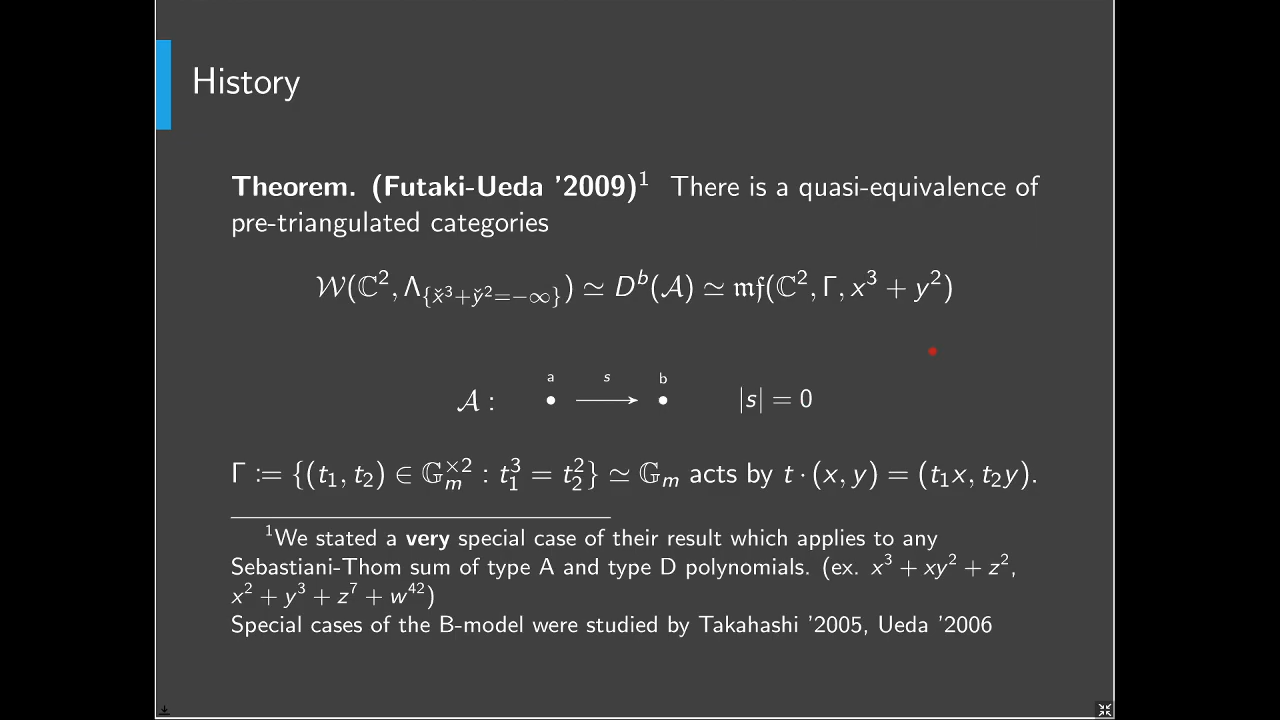 History
Theorem. (Futaki-Ueda '2009)¹ There is a quasi-equivalence of
pre-triangulated categories
𝒲(ℂ², Λ_{x̌³+y̌²=−∞}) ≃ Dᵇ(𝒜) ≃ 𝔪𝔣(ℂ², Γ, x³ + y²)
a s b
𝒜 : • ⟶ • |s| = 0
Γ := {(t₁, t₂) ∈ 𝔾ₘ^{×2} : t₁³ = t₂²} ≃ 𝔾ₘ acts by t · (x, y) = (t₁x, t₂y).
¹We stated a very special case of their result which applies to any
Sebastiani-Thom sum of type A and type D polynomials. (ex. x³ + xy² + z²,
x² + y³ + z⁷ + w⁴²)
Special cases of the B-model were studied by Takahashi '2005, Ueda '2006